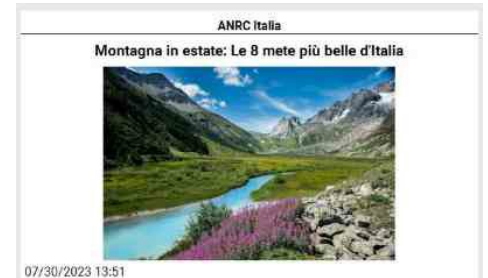 ANRC Italia
Montagna in estate: Le 8 mete più belle d'Italia
07/30/2023 13:51